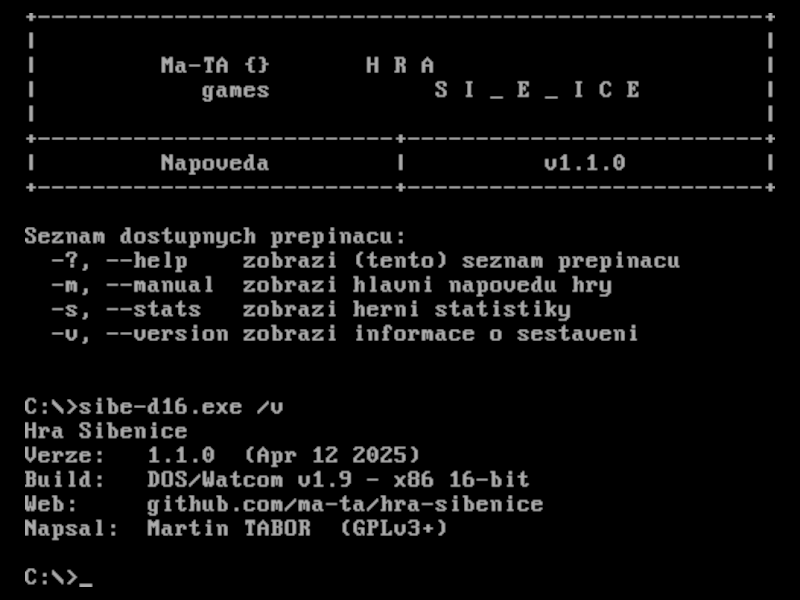 +------------------------------------------------------+
|                                                      |
|         Ma-TA {}       H R A                         |
|            games            S I _ E _ I C E          |
|                                                      |
+--------------------------+---------------------------+
|         Napoveda         |          v1.1.0           |
+--------------------------+---------------------------+
Seznam dostupnych prepinacu:
  -?, --help    zobrazi (tento) seznam prepinacu
  -m, --manual  zobrazi hlavni napovedu hry
  -s, --stats   zobrazi herni statistiky
  -v, --version zobrazi informace o sestaveni
C:\>sibe-d16.exe /v
Hra Sibenice
Verze:   1.1.0  (Apr 12 2025)
Build:   DOS/Watcom v1.9 - x86 16-bit
Web:     github.com/ma-ta/hra-sibenice
Napsal:  Martin TABOR  (GPLv3+)
C:\>_